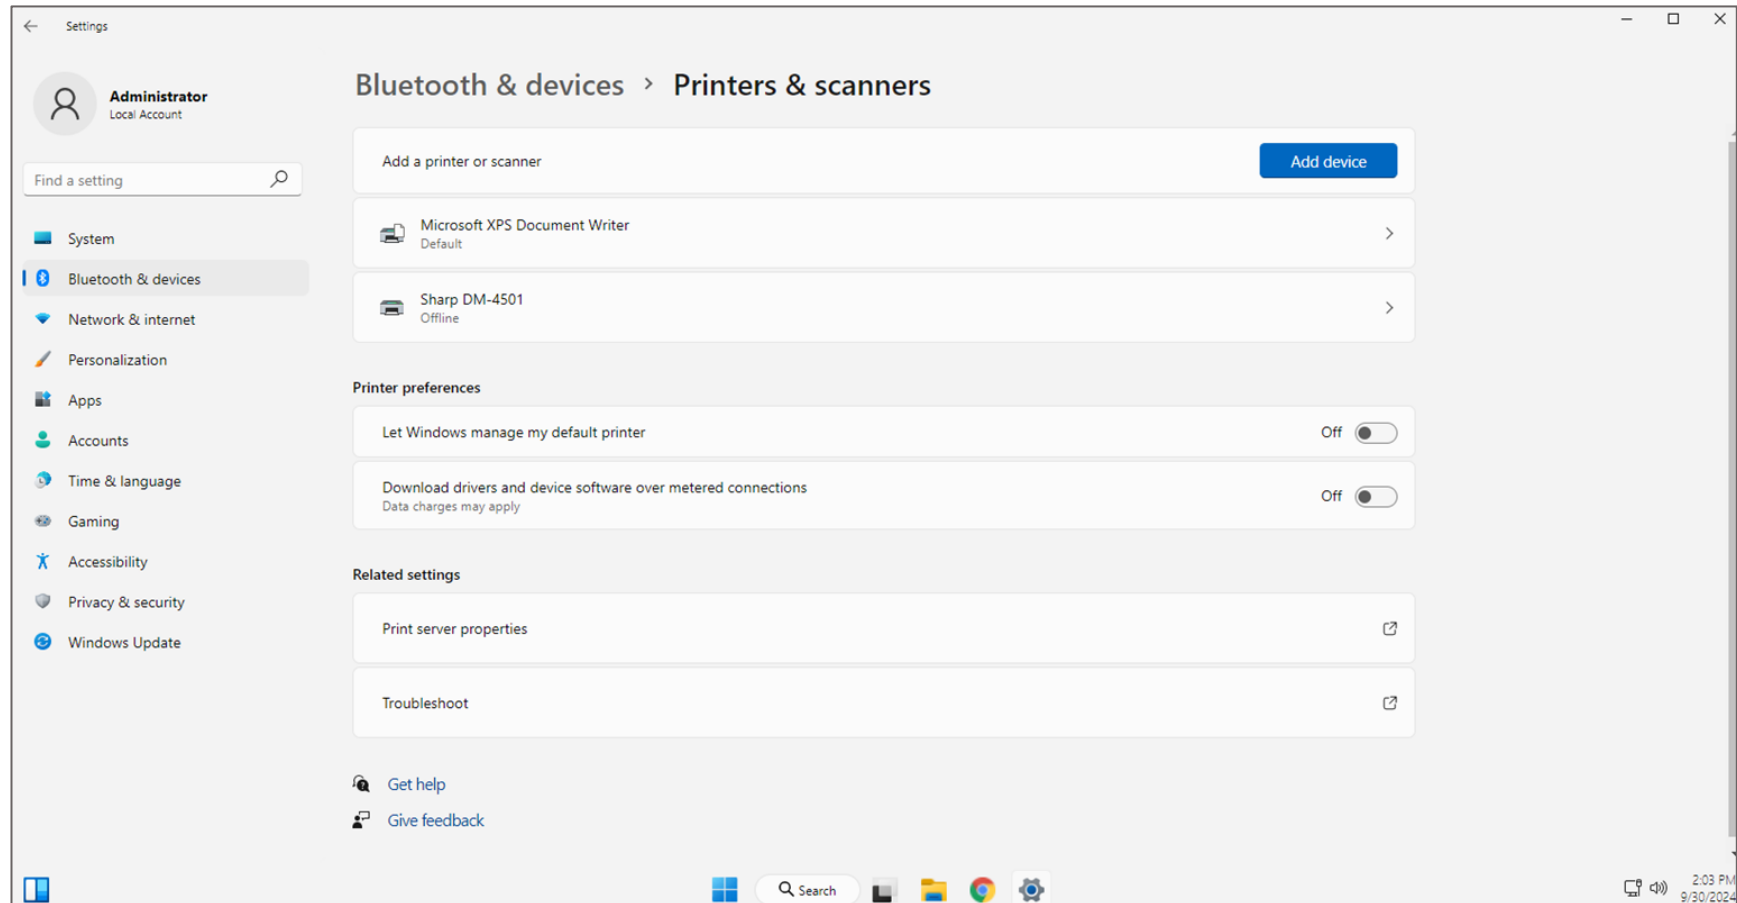 Settings
Administrator
Local Account
Find a setting
System
Bluetooth & devices
Network & internet
Personalization
Apps
Accounts
Time & language
Gaming
Accessibility
Privacy & security
Windows Update
Bluetooth & devices › Printers & scanners
Add a printer or scanner
Add device
Microsoft XPS Document Writer
Default
Sharp DM-4501
Offline
Printer preferences
Let Windows manage my default printer
Off
Download drivers and device software over metered connections
Data charges may apply
Off
Related settings
Print server properties
Troubleshoot
Get help
Give feedback
Search
2:03 PM
9/30/2024